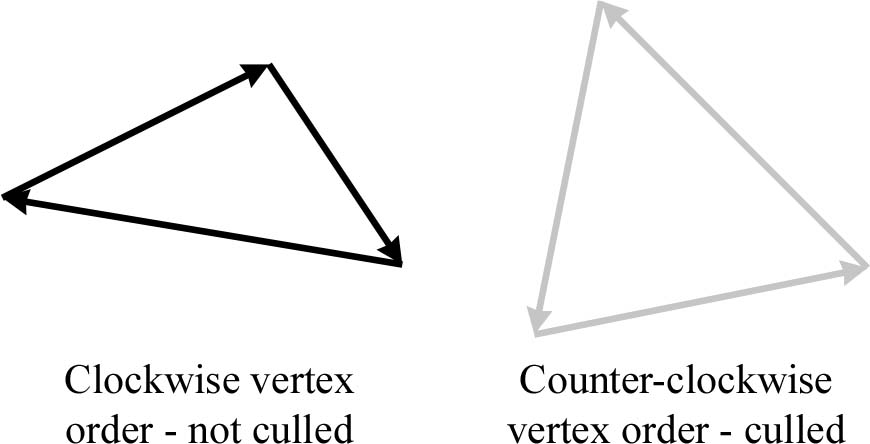 Clockwise vertex
order - not culled
Counter-clockwise
vertex order - culled